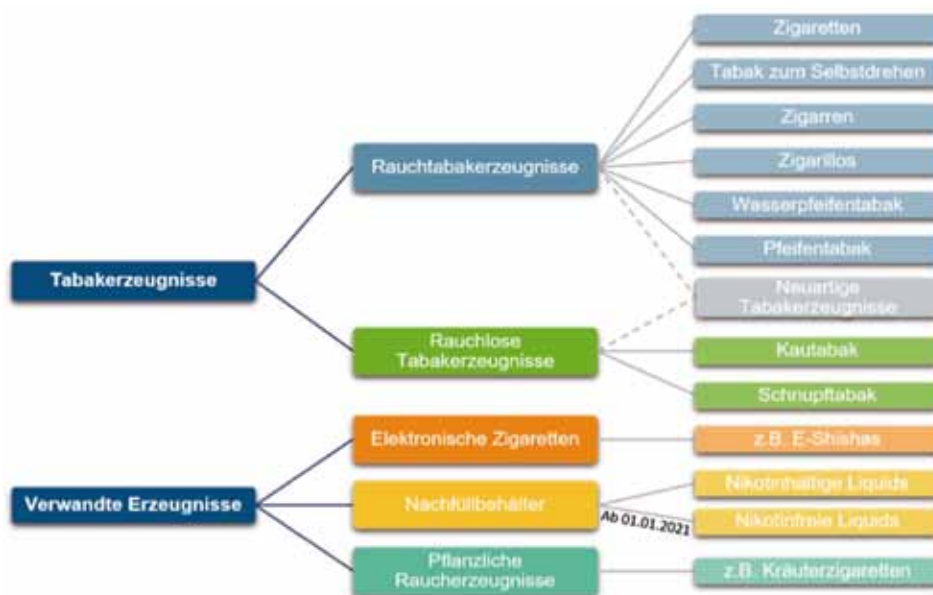 Tabakerzeugnisse
Rauchtabakerzeugnisse
Zigaretten
Tabak zum Selbstdrehen
Zigarren
Zigarillos
Wasserpfeifentabak
Pfeifentabak
Neuartige
Tabakerzeugnisse
Rauchlose
Tabakerzeugnisse
Kautabak
Schnupftabak
Verwandte Erzeugnisse
Elektronische Zigaretten
z.B. E-Shishas
Nachfüllbehälter
Nikotinhaltige Liquids
Ab 01.01.2021
Nikotinfreie Liquids
Pflanzliche
Raucherzeugnisse
z.B. Kräuterzigaretten